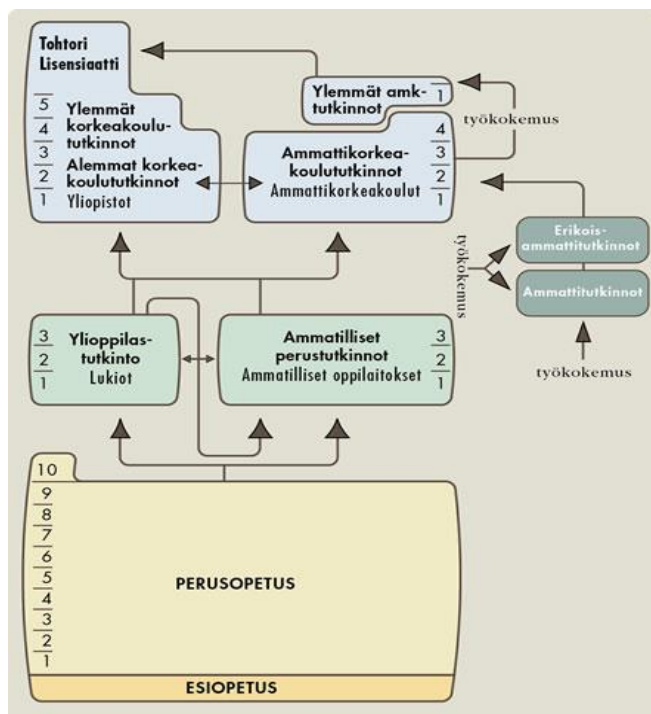 Tohtori
Lisensiaatti
5
4
3
2
1
Ylemmät
korkeakoulu-
tutkinnot
Alemmat korkea-
koulututkinnot
Yliopistot
Ylemmät amk-
tutkinnot
1
työkokemus
Ammattikorkea-
koulututkinnot
Ammattikorkeakoulut
4
3
2
1
työkokemus
Erikois-
ammattitutkinnot
Ammattitutkinnot
työkokemus
3
2
1
Ylioppilas-
tutkinto
Lukiot
Ammatilliset
perustutkinnot
Ammatilliset oppilaitokset
3
2
1
10
9
8
7
6
5
4
3
2
1
PERUSOPETUS
ESIOPETUS